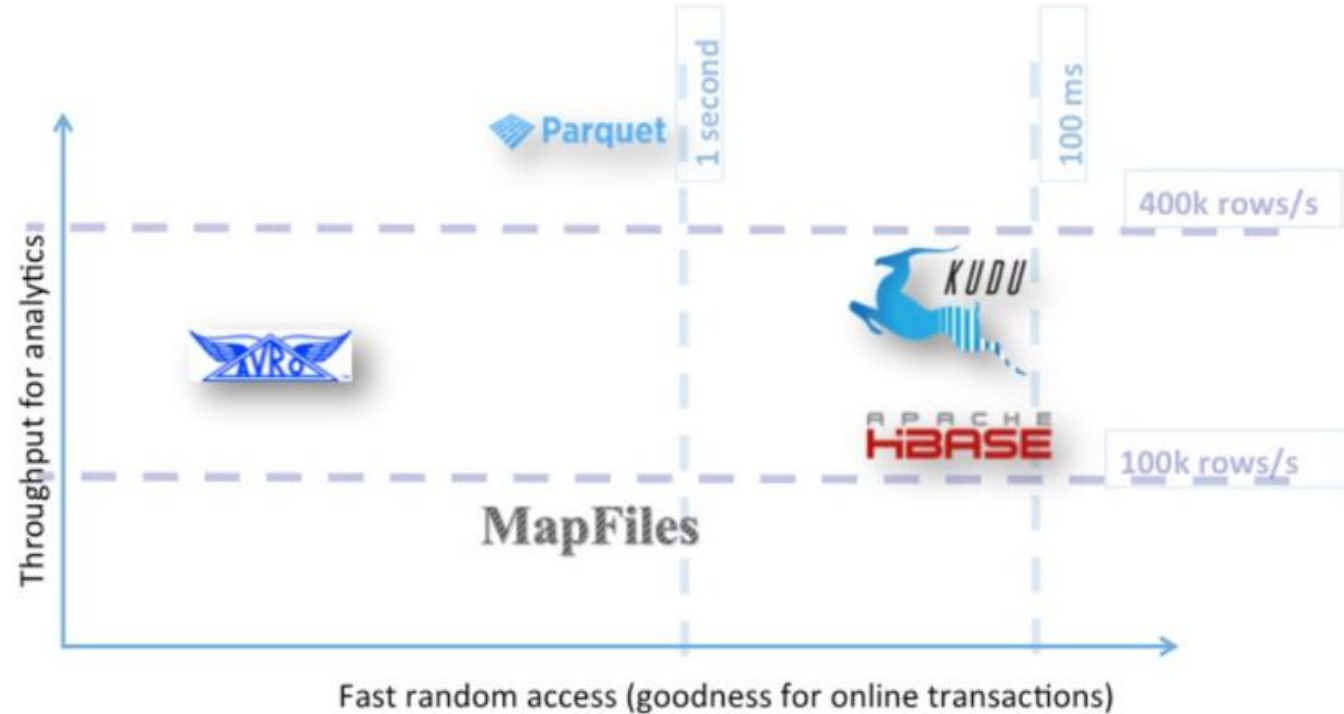 1 second
100 ms
Parquet
400k rows/s
Throughput for analytics
KUDU
AVRO
APACHE
HBASE
100k rows/s
MapFiles
Fast random access (goodness for online transactions)